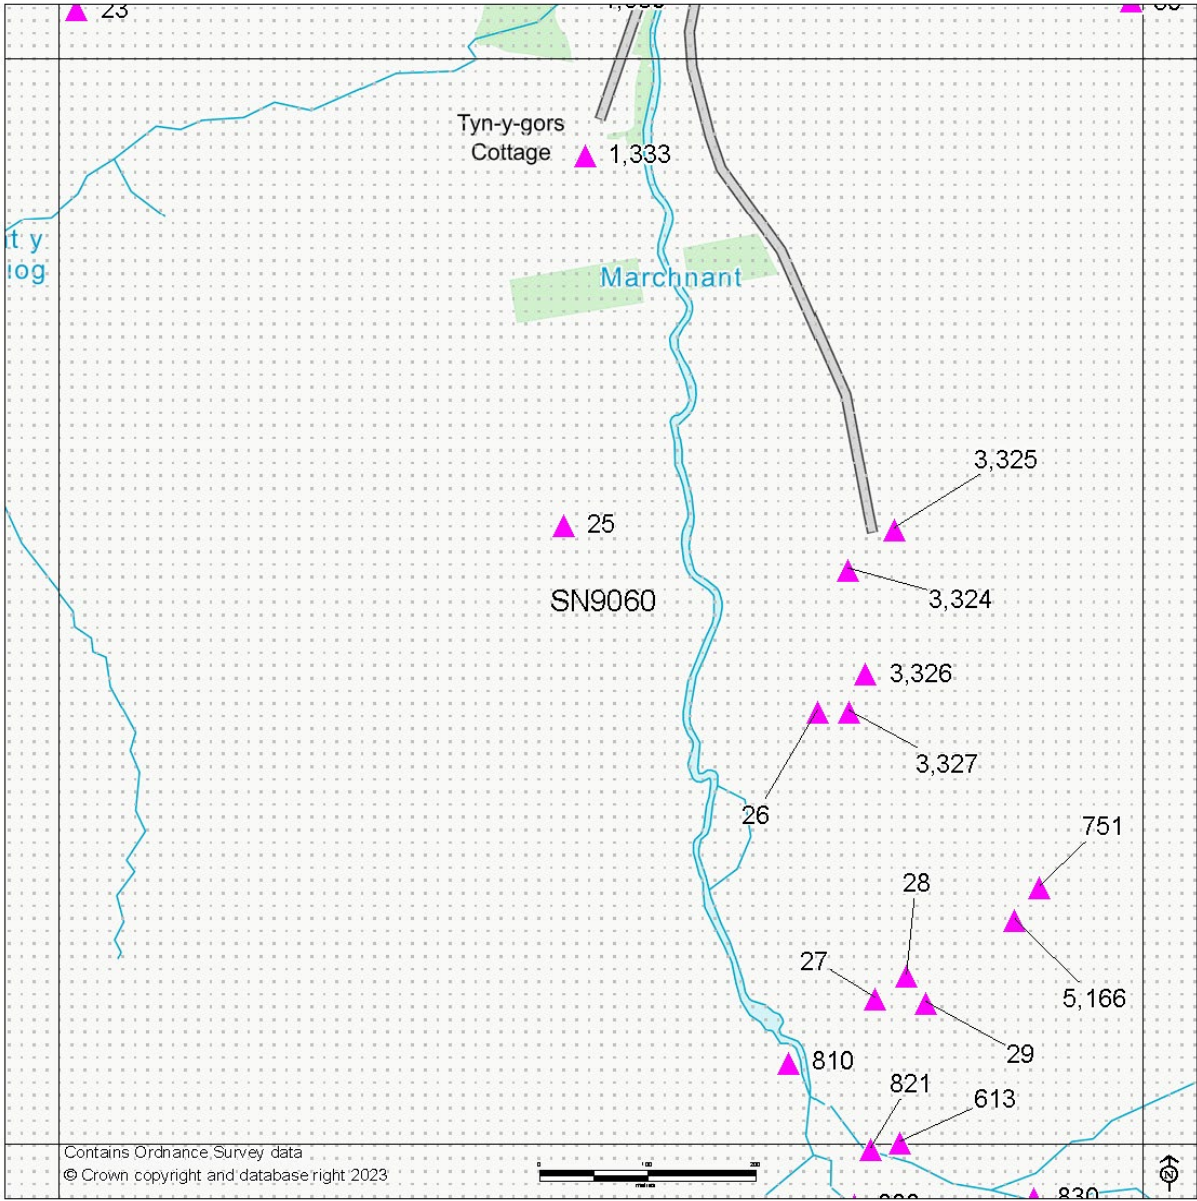 23
Tyn-y-gors
Cottage
1,333
Marchnant
3,325
25
3,324
SN9060
3,326
3,327
26
751
28
27
5,166
29
810
821
613
Contains Ordnance Survey data
© Crown copyright and database right 2023
0 100 200
metres
N
830